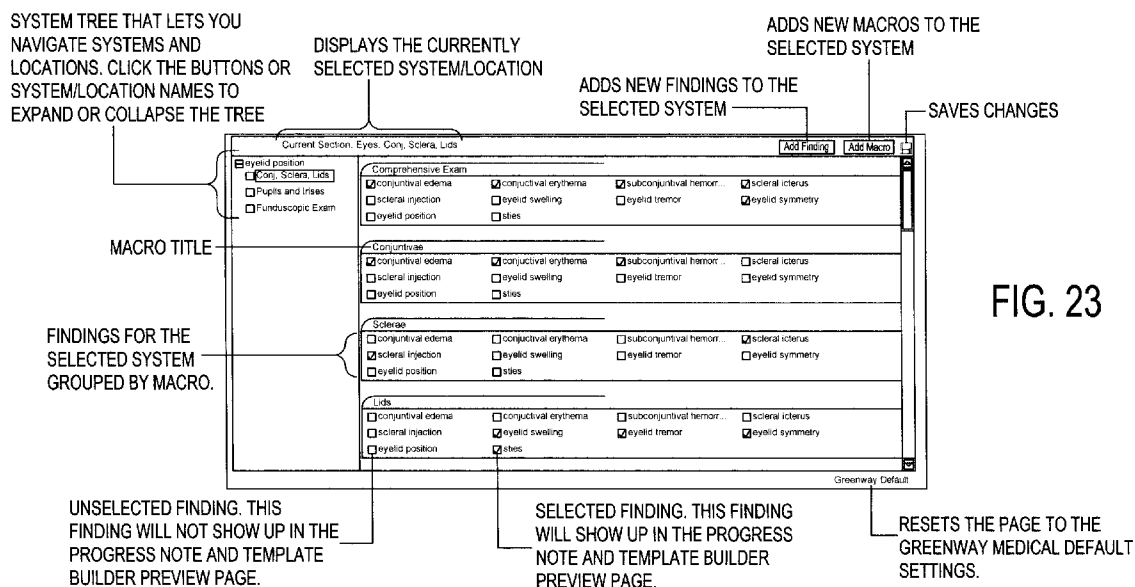 SYSTEM TREE THAT LETS YOU
NAVIGATE SYSTEMS AND
LOCATIONS. CLICK THE BUTTONS OR
SYSTEM/LOCATION NAMES TO
EXPAND OR COLLAPSE THE TREE
DISPLAYS THE CURRENTLY
SELECTED SYSTEM/LOCATION
ADDS NEW FINDINGS TO THE
SELECTED SYSTEM
ADDS NEW MACROS TO THE
SELECTED SYSTEM
SAVES CHANGES
Current Section. Eyes. Conj, Sclera, Lids
Add Finding Add Macro
eyelid position
Conj, Sclera, Lids
Pupils and Irises
Funduscopic Exam
Comprehensive Exam
conjuntival edema conjuctival erythema subconjuntival hemorr... scleral icterus
scleral injection eyelid swelling eyelid tremor eyelid symmetry
eyelid position sties
MACRO TITLE
Conjuntivae
conjuntival edema conjuctival erythema subconjuntival hemorr... scleral icterus
scleral injection eyelid swelling eyelid tremor eyelid symmetry
eyelid position sties
FIG. 23
FINDINGS FOR THE
SELECTED SYSTEM
GROUPED BY MACRO.
Sclerae
conjuntival edema conjuctival erythema subconjuntival hemorr... scleral icterus
scleral injection eyelid swelling eyelid tremor eyelid symmetry
eyelid position sties
Lids
conjuntival edema conjuctival erythema subconjuntival hemorr... scleral icterus
scleral injection eyelid swelling eyelid tremor eyelid symmetry
eyelid position sties
Greenway Default
UNSELECTED FINDING. THIS
FINDING WILL NOT SHOW UP IN THE
PROGRESS NOTE AND TEMPLATE
BUILDER PREVIEW PAGE.
SELECTED FINDING. THIS FINDING
WILL SHOW UP IN THE PROGRESS
NOTE AND TEMPLATE BUILDER
PREVIEW PAGE.
RESETS THE PAGE TO THE
GREENWAY MEDICAL DEFAULT
SETTINGS.